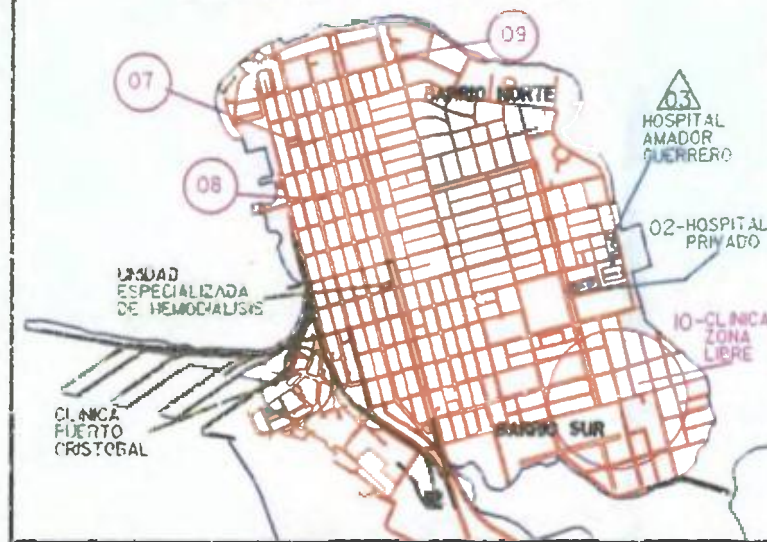 09
07
BARRIO NORTE
03
HOSPITAL
AMADOR
GUERRERO
08
02-HOSPITAL
PRIVADO
UNIDAD
ESPECIALIZADA
DE HEMODIALISIS
10-CLINICA
ZONA
LIBRE
CLINICA
PUERTO
CRISTOBAL
BARRIO SUR